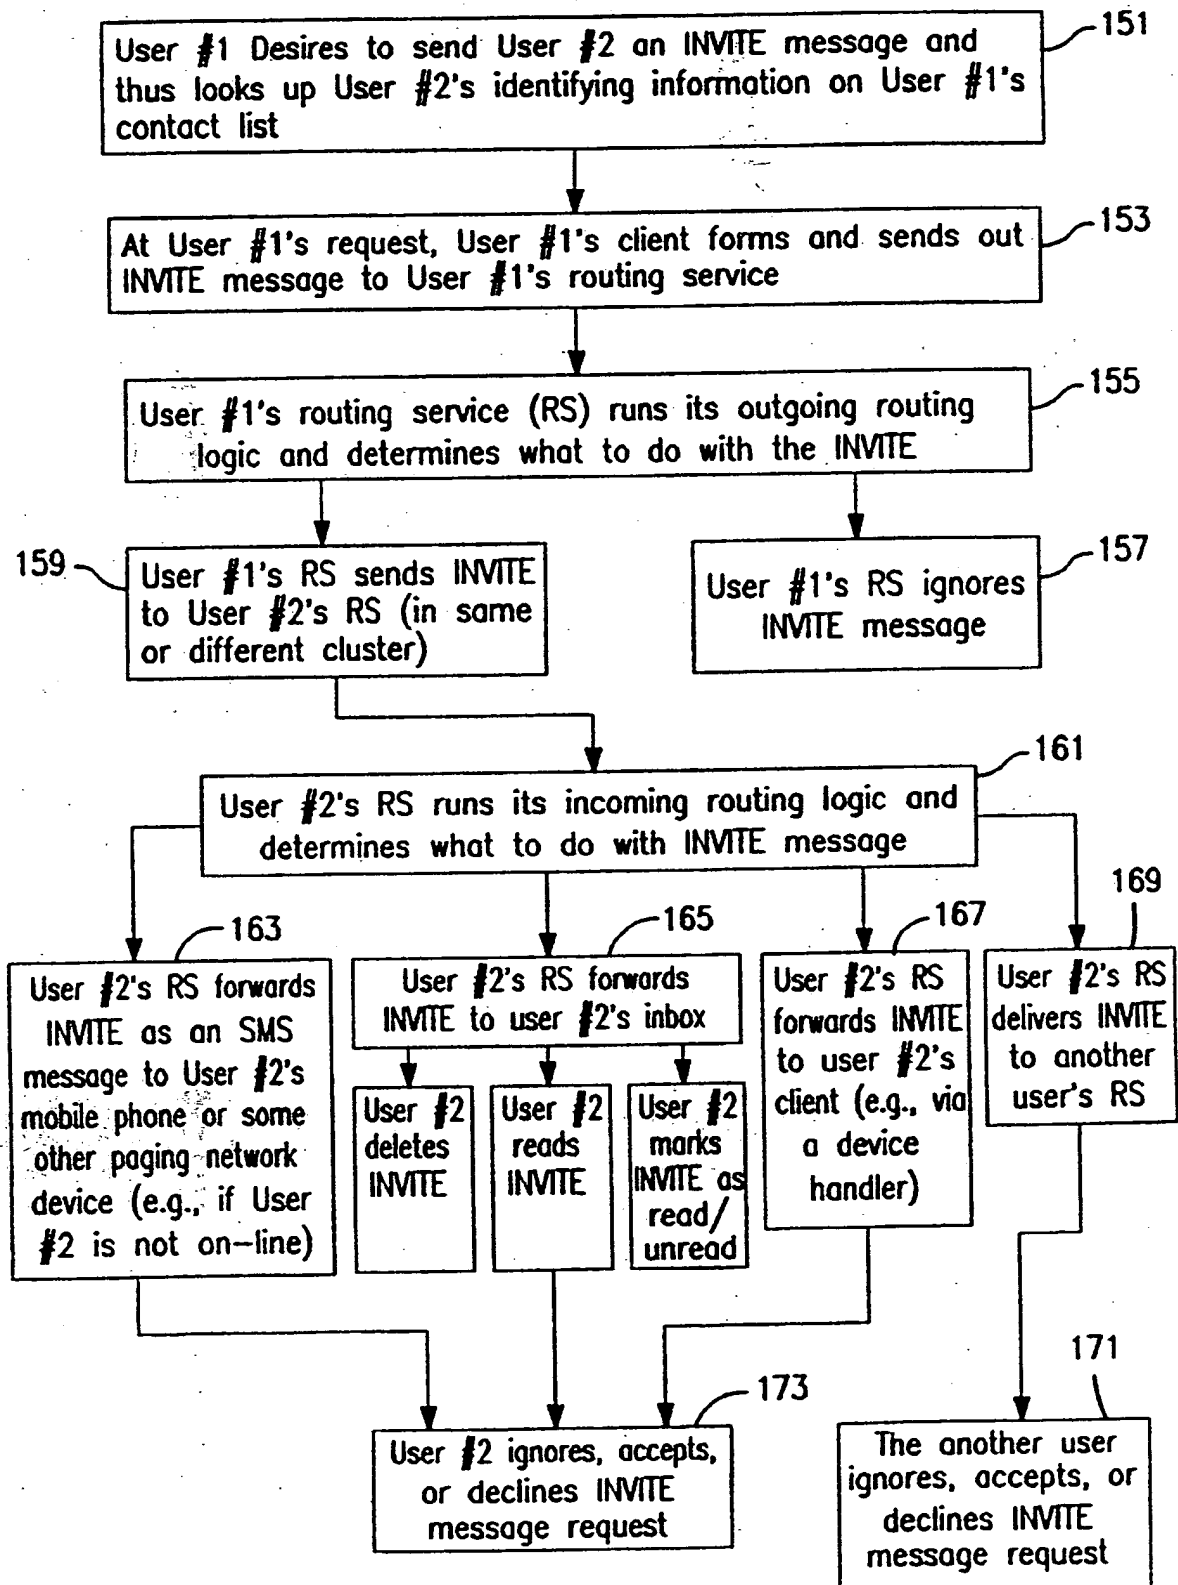 User #1 Desires to send User #2 an INVITE message and
thus looks up User #2's identifying information on User #1's
contact list
151
At User #1's request, User #1's client forms and sends out
INVITE message to User #1's routing service
153
User #1's routing service (RS) runs its outgoing routing
logic and determines what to do with the INVITE
155
159
User #1's RS sends INVITE
to User #2's RS (in same
or different cluster)
157
User #1's RS ignores
INVITE message
161
User #2's RS runs its incoming routing logic and
determines what to do with INVITE message
163
User #2's RS forwards
INVITE as an SMS
message to User #2's
mobile phone or some
other paging network
device (e.g., if User
#2 is not on-line)
165
User #2's RS forwards
INVITE to user #2's inbox
User #2
deletes
INVITE
User #2
reads
INVITE
User #2
marks
INVITE as
read/
unread
167
User #2's RS
forwards INVITE
to user #2's
client (e.g., via
a device
handler)
169
User #2's RS
delivers INVITE
to another
user's RS
173
User #2 ignores, accepts,
or declines INVITE
message request
171
The another user
ignores, accepts, or
declines INVITE
message request